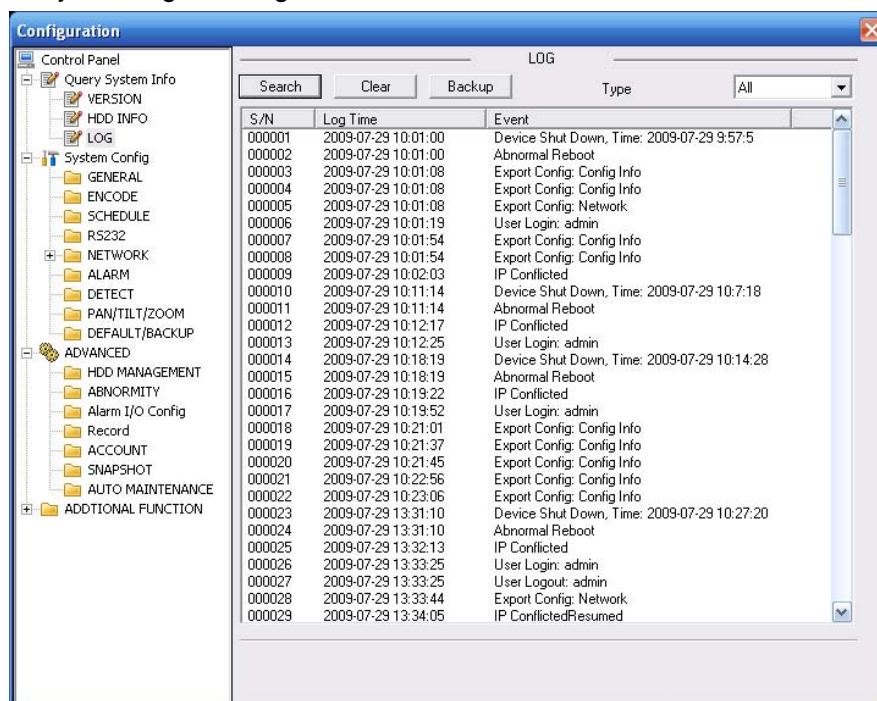 Configuration
Control Panel
Query System Info
VERSION
HDD INFO
LOG
System Config
GENERAL
ENCODE
SCHEDULE
RS232
NETWORK
ALARM
DETECT
PAN/TILT/ZOOM
DEFAULT/BACKUP
ADVANCED
HDD MANAGEMENT
ABNORMITY
Alarm I/O Config
Record
ACCOUNT
SNAPSHOT
AUTO MAINTENANCE
ADDTIONAL FUNCTION
LOG
Search Clear Backup Type All
S/N Log Time Event
000001 2009-07-29 10:01:00 Device Shut Down, Time: 2009-07-29 9:57:5
000002 2009-07-29 10:01:00 Abnormal Reboot
000003 2009-07-29 10:01:08 Export Config: Config Info
000004 2009-07-29 10:01:08 Export Config: Config Info
000005 2009-07-29 10:01:08 Export Config: Network
000006 2009-07-29 10:01:19 User Login: admin
000007 2009-07-29 10:01:54 Export Config: Config Info
000008 2009-07-29 10:01:54 Export Config: Config Info
000009 2009-07-29 10:02:03 IP Conflicted
000010 2009-07-29 10:11:14 Device Shut Down, Time: 2009-07-29 10:7:18
000011 2009-07-29 10:11:14 Abnormal Reboot
000012 2009-07-29 10:12:17 IP Conflicted
000013 2009-07-29 10:12:25 User Login: admin
000014 2009-07-29 10:18:19 Device Shut Down, Time: 2009-07-29 10:14:28
000015 2009-07-29 10:18:19 Abnormal Reboot
000016 2009-07-29 10:19:22 IP Conflicted
000017 2009-07-29 10:19:52 User Login: admin
000018 2009-07-29 10:21:01 Export Config: Config Info
000019 2009-07-29 10:21:37 Export Config: Config Info
000020 2009-07-29 10:21:45 Export Config: Config Info
000021 2009-07-29 10:22:56 Export Config: Config Info
000022 2009-07-29 10:23:06 Export Config: Config Info
000023 2009-07-29 13:31:10 Device Shut Down, Time: 2009-07-29 10:27:20
000024 2009-07-29 13:31:10 Abnormal Reboot
000025 2009-07-29 13:32:13 IP Conflicted
000026 2009-07-29 13:33:25 User Login: admin
000027 2009-07-29 13:33:25 User Logout: admin
000028 2009-07-29 13:33:44 Export Config: Network
000029 2009-07-29 13:34:05 IP ConflictedResumed